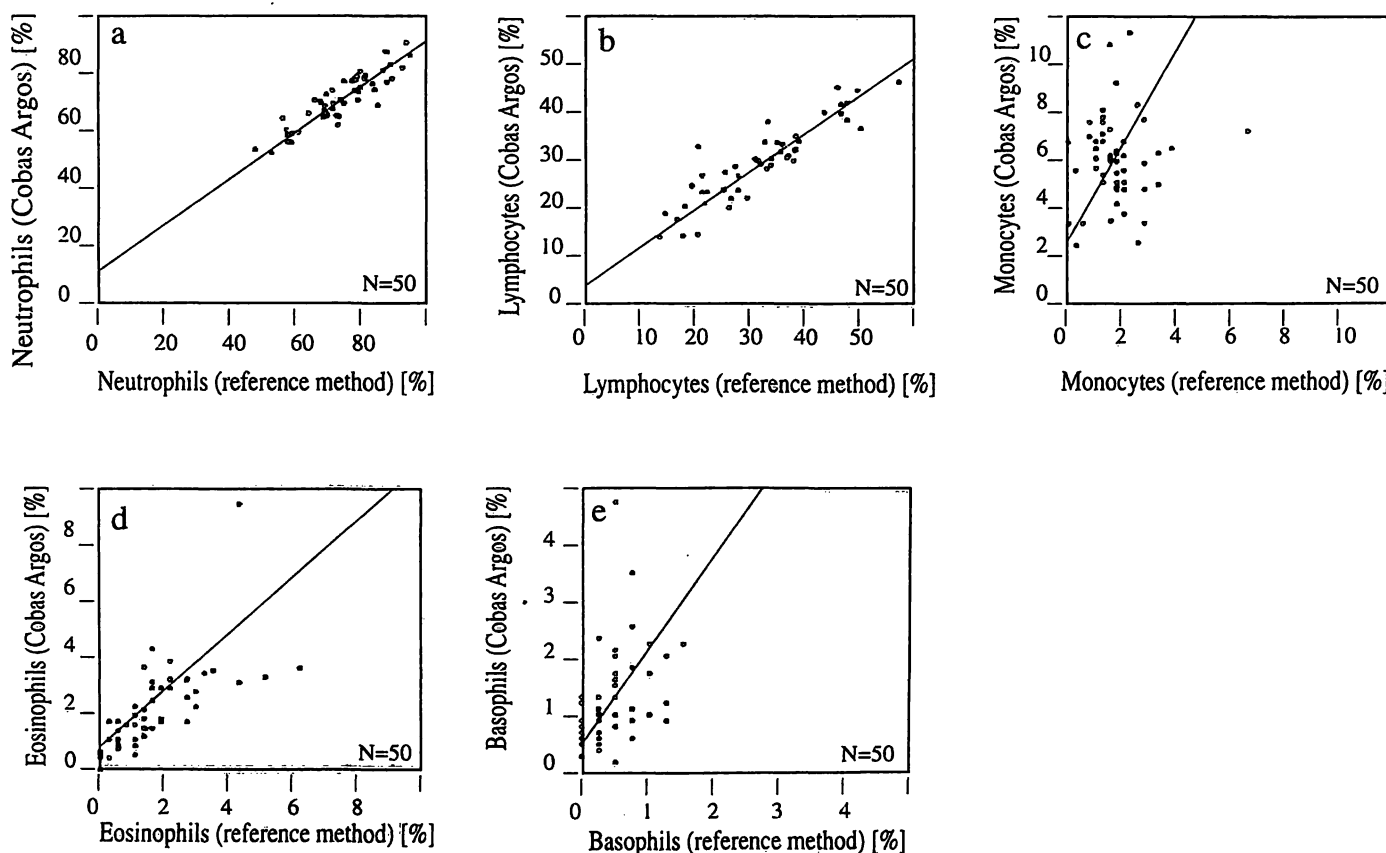 a
Neutrophils (Cobas Argos) [%]
80
60
40
20
0
N=50
0 20 40 60 80
Neutrophils (reference method) [%]
b
Lymphocytes (Cobas Argos) [%]
50
40
30
20
10
0
N=50
0 10 20 30 40 50
Lymphocytes (reference method) [%]
c
Monocytes (Cobas Argos) [%]
10
8
6
4
2
0
N=50
0 2 4 6 8 10
Monocytes (reference method) [%]
d
Eosinophils (Cobas Argos) [%]
8
6
4
2
0
N=50
0 2 4 6 8
Eosinophils (reference method) [%]
e
Basophils (Cobas Argos) [%]
4
3
2
1
0
N=50
0 1 2 3 4
Basophils (reference method) [%]